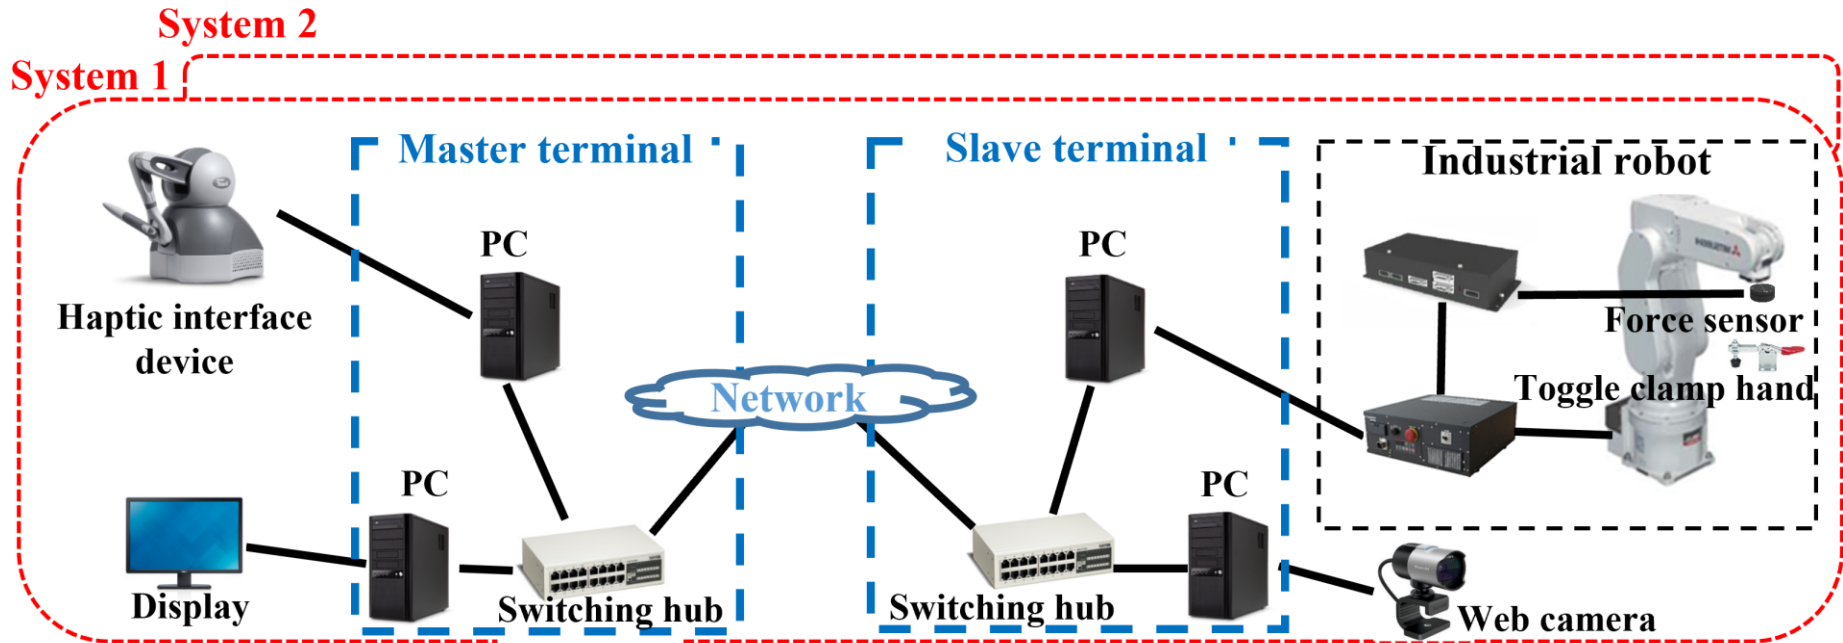 System 2
System 1
Master terminal
Slave terminal
Industrial robot
PC
PC
Haptic interface
device
Force sensor
Network
Toggle clamp hand
PC
PC
Display
Switching hub
Switching hub
Web camera